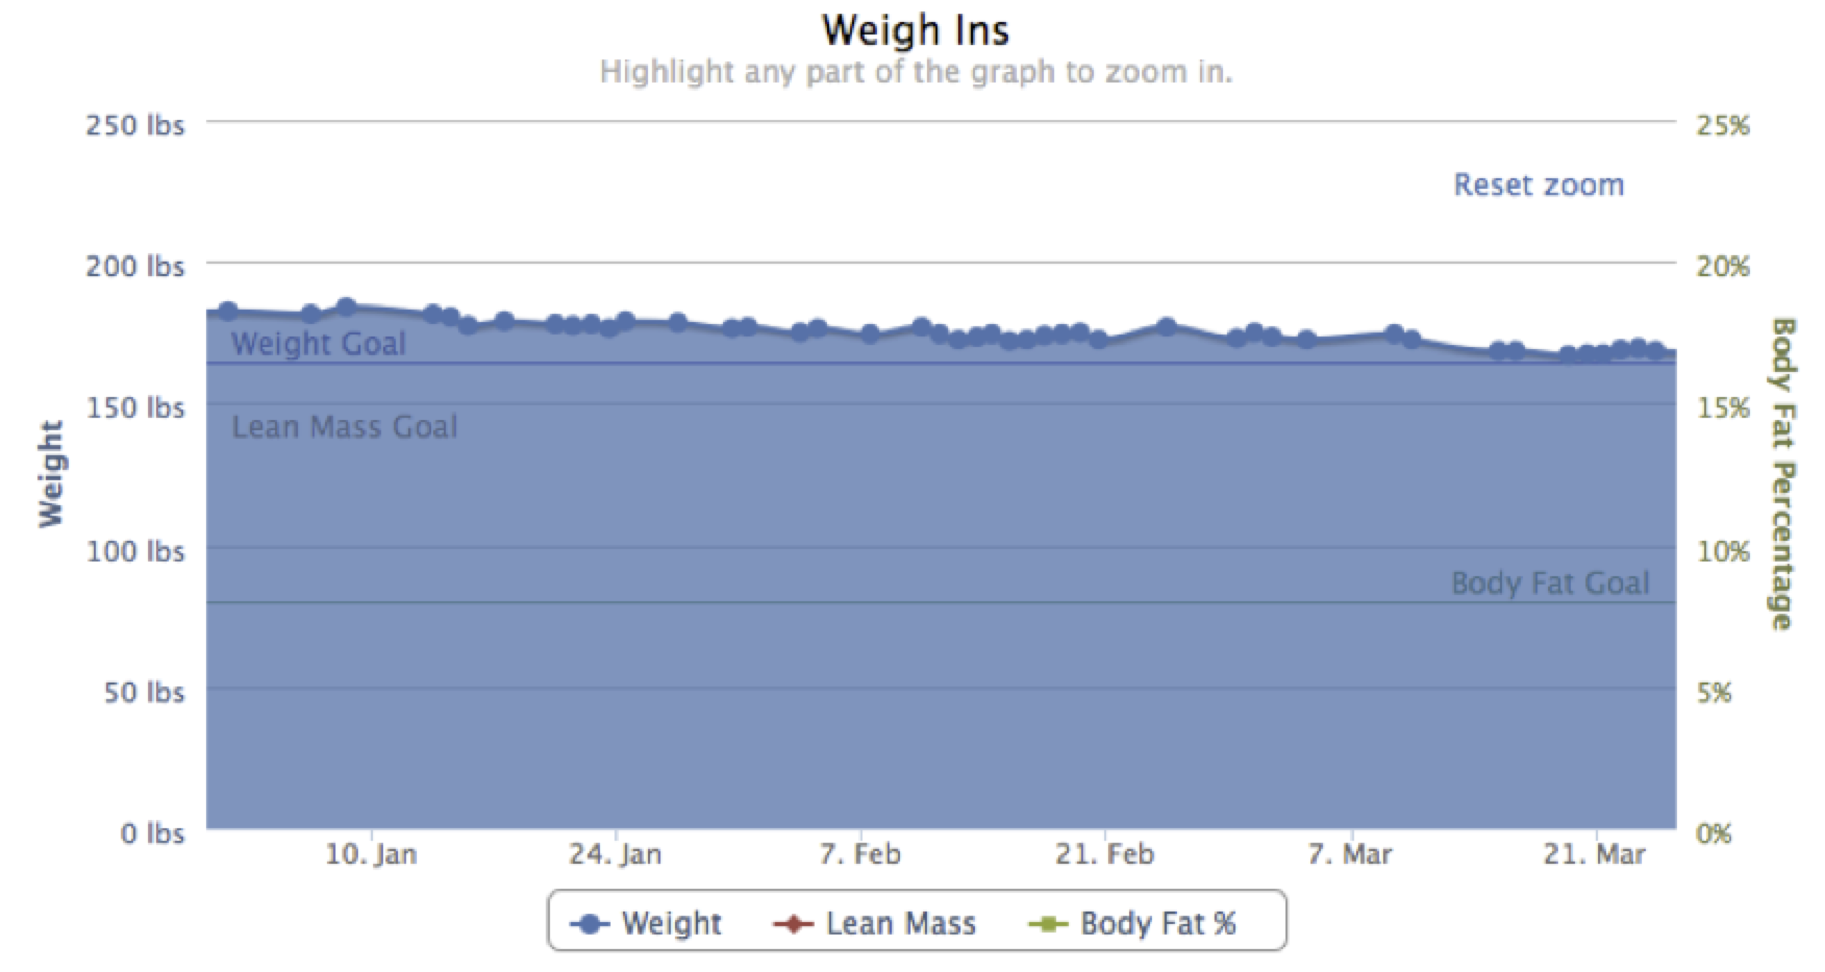 Weigh Ins
Highlight any part of the graph to zoom in.
250 lbs
25%
Reset zoom
200 lbs
20%
Weight Goal
150 lbs
15%
Lean Mass Goal
Weight
Body Fat Percentage
100 lbs
10%
Body Fat Goal
50 lbs
5%
0 lbs
0%
10. Jan 24. Jan 7. Feb 21. Feb 7. Mar 21. Mar
Weight Lean Mass Body Fat %